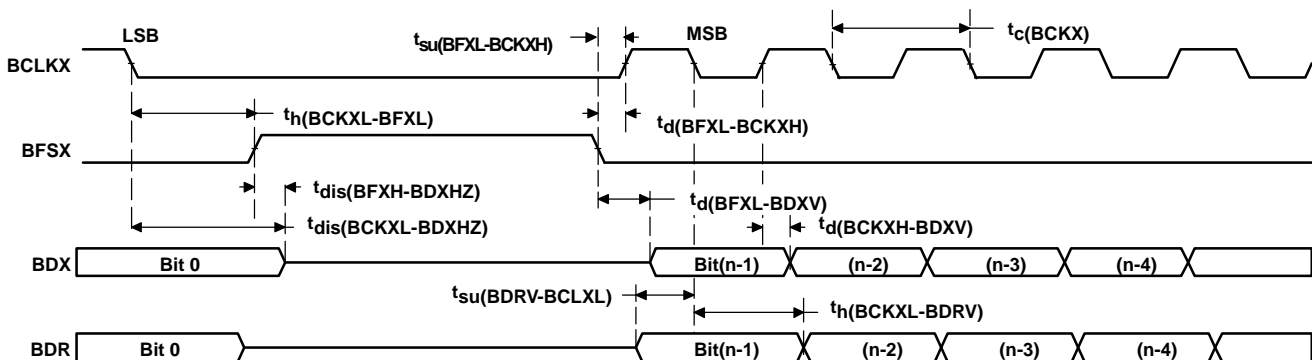 LSB
MSB
tsu(BFXL-BCKXH)
tc(BCKX)
BCLKX
th(BCKXL-BFXL)
td(BFXL-BCKXH)
BFSX
tdis(BFXH-BDXHZ)
td(BFXL-BDXV)
tdis(BCKXL-BDXHZ)
td(BCKXH-BDXV)
BDX
Bit 0
Bit(n-1)
(n-2)
(n-3)
(n-4)
tsu(BDRV-BCLXL)
th(BCKXL-BDRV)
BDR
Bit 0
Bit(n-1)
(n-2)
(n-3)
(n-4)